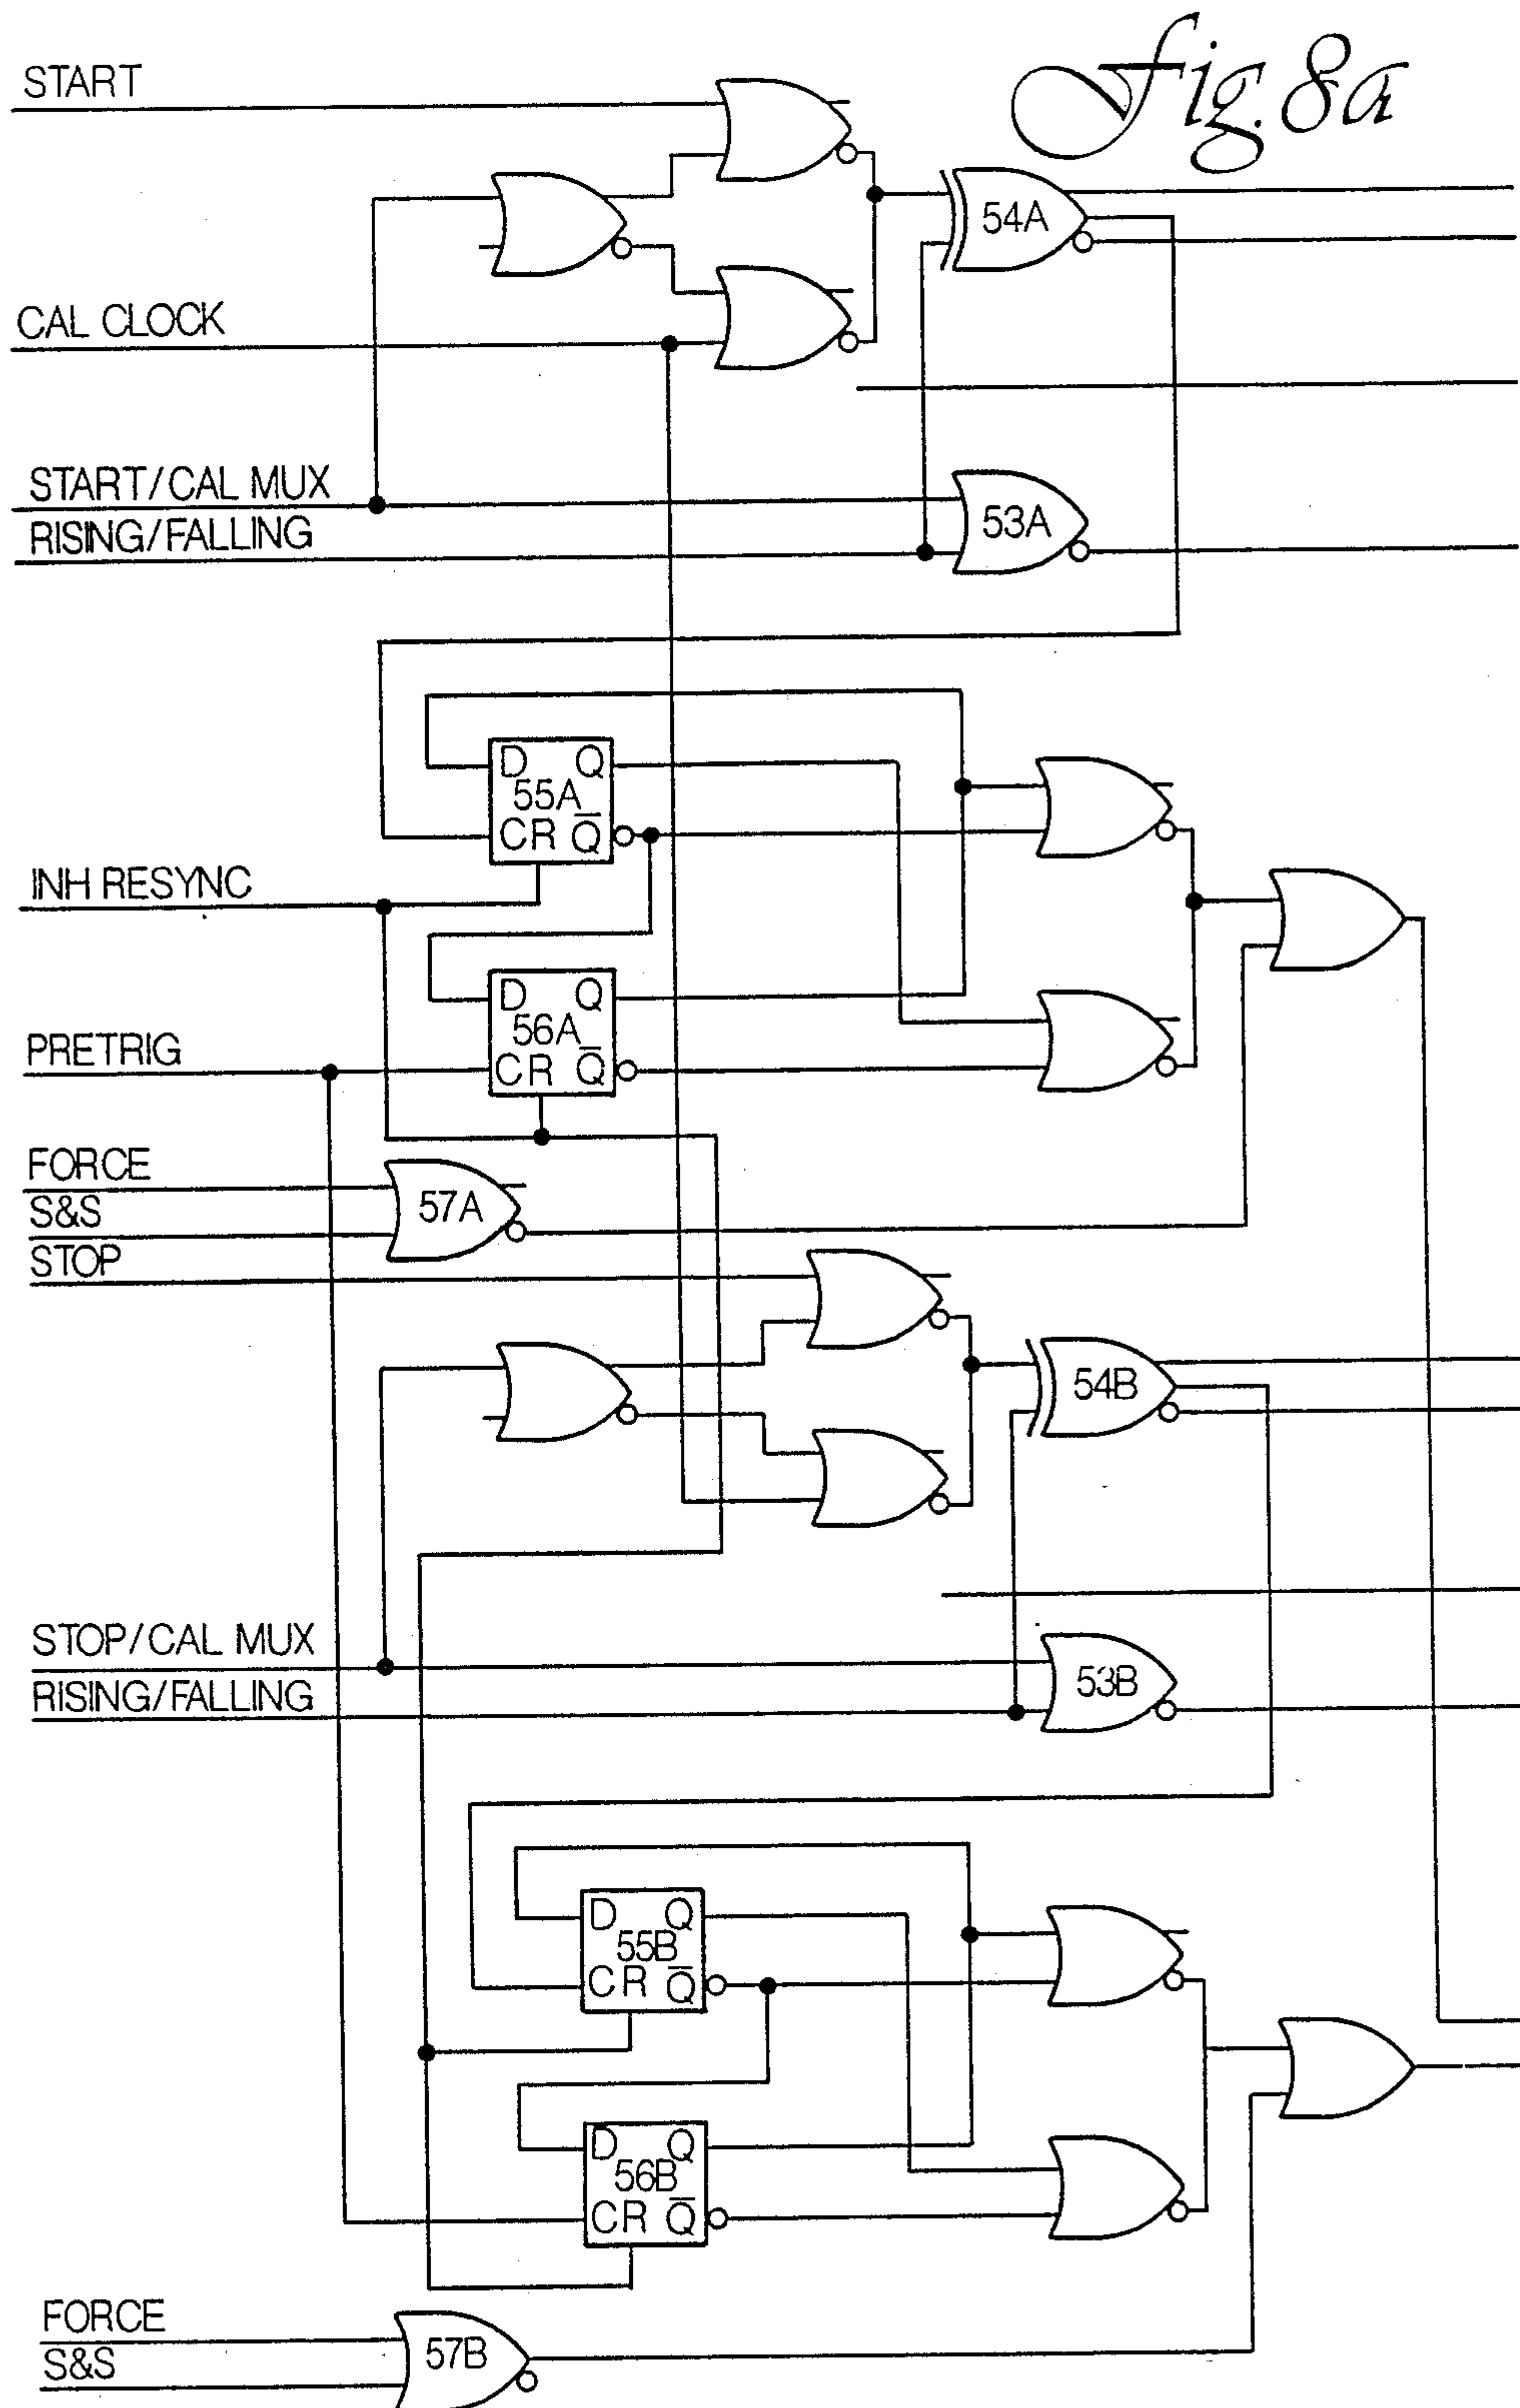 Fig. 8a
START
54A
CAL CLOCK
START/CAL MUX
RISING/FALLING
53A
D Q
55A
CR Q̅
INH RESYNC
D Q
56A
CR Q̅
PRETRIG
FORCE
S&S
57A
STOP
54B
STOP/CAL MUX
RISING/FALLING
53B
D Q
55B
CR Q̅
D Q
56B
CR Q̅
FORCE
S&S
57B